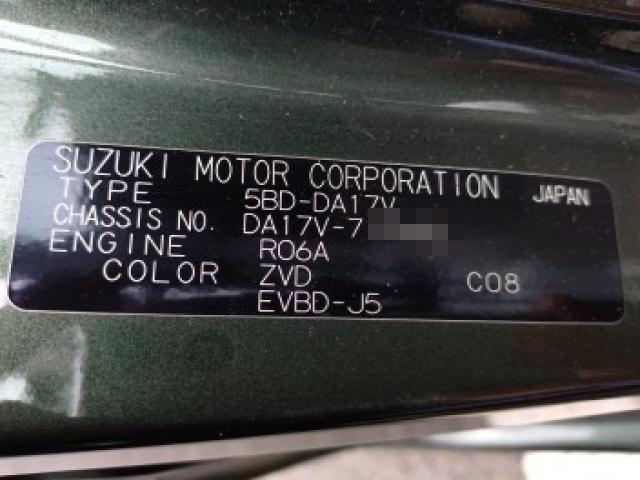 SUZUKI MOTOR CORPORATION JAPAN
TYPE 5BD-DA17V
CHASSIS NO. DA17V-7
ENGINE R06A
COLOR ZVD C08
EVBD-J5